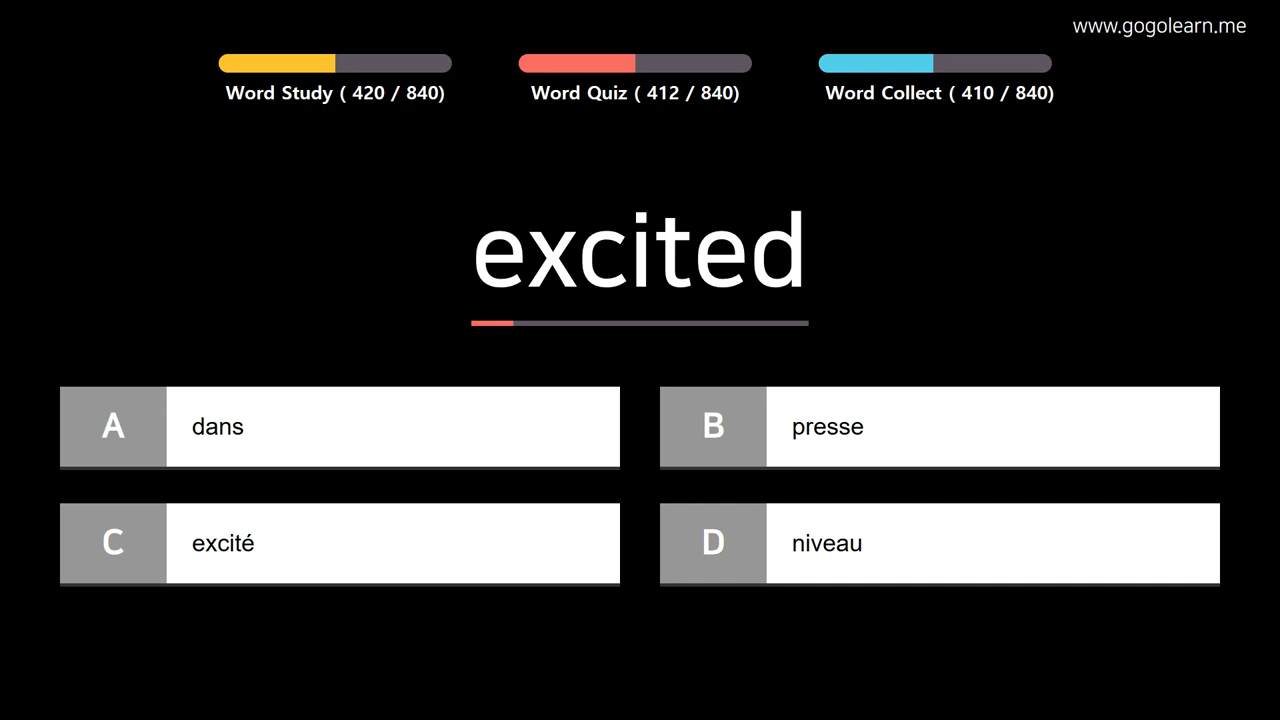 www.gogolearn.me
Word Study ( 420 / 840)
Word Quiz ( 412 / 840)
Word Collect ( 410 / 840)
excited
A dans
B presse
C excité
D niveau